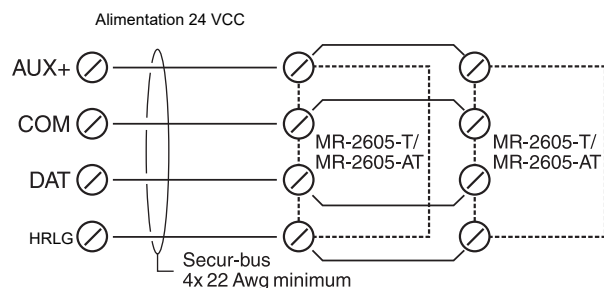 Alimentation 24 VCC
AUX+
COM
DAT
HRLG
MR-2605-T/
MR-2605-AT
MR-2605-T/
MR-2605-AT
Secur-bus
4x 22 Awg minimum